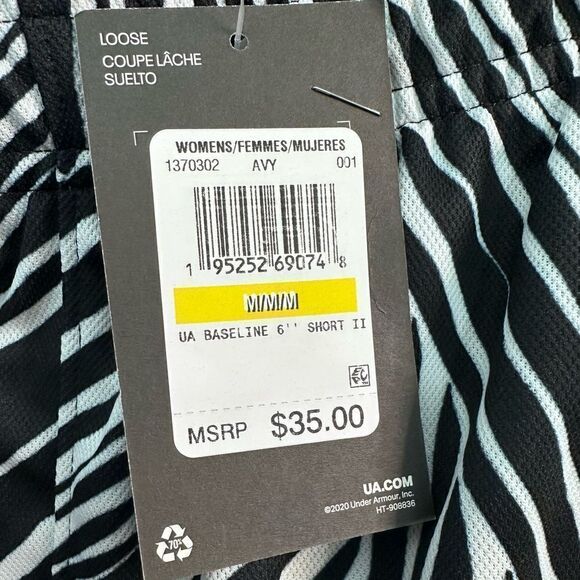 LOOSE
COUPE LÂCHE
SUELTO
WOMENS/FEMMES/MUJERES
1370302 AVY 001
1 95252 69074 8
M/M/M
UA BASELINE 6'' SHORT II
MSRP $35.00
UA.COM
©2020 Under Armour, Inc.
HT-908836
70%